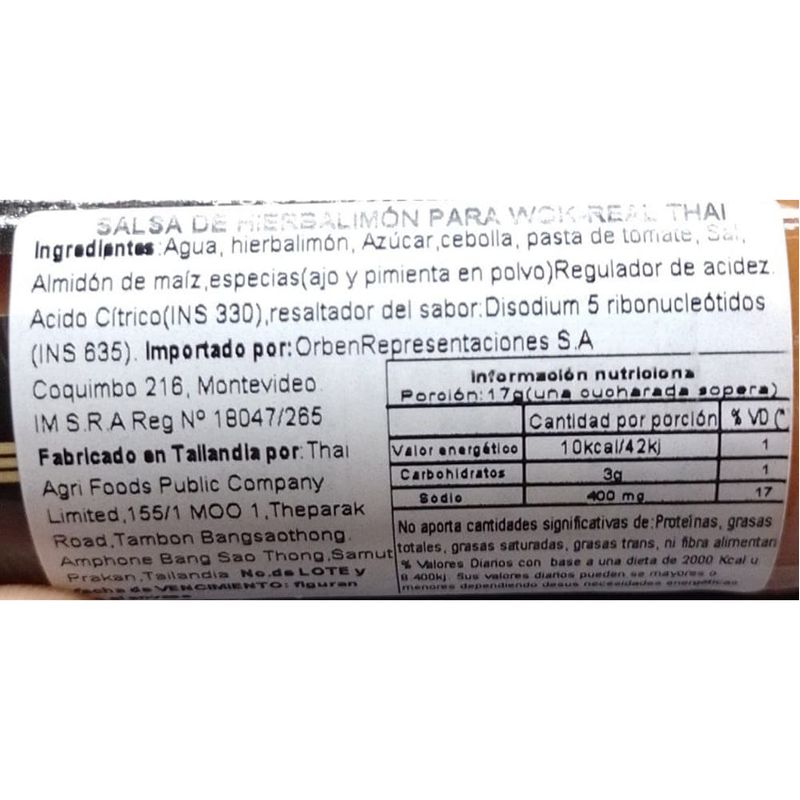 SALSA DE HIERBALIMÓN PARA WOK-REAL THAI
Ingredientes:Agua, hierbalimón, Azúcar,cebolla, pasta de tomate, Sal,
Almidón de maíz,especias(ajo y pimienta en polvo)Regulador de acidez.
Acido Cítrico(INS 330),resaltador del sabor:Disodium 5 ribonucleótidos
(INS 635). Importado por:OrbenRepresentaciones S.A
Coquimbo 216, Montevideo.
IM S.R.A Reg Nº 18047/265
Fabricado en Tailandia por:Thai
Agri Foods Public Company
Limited,155/1 MOO 1,Theparak
Road,Tambon Bangsaothong.
Amphone Bang Sao Thong,Samut
Prakan,Tailandia No.de LOTE y
fecha de VENCIMIENTO: figuran
Información nutriciona
Porción:17g(una cucharada sopera)
Cantidad por porción % VD (*
Valor energético 10kcal/42kj 1
Carbohidratos 3g 1
Sodio 400 mg 17
No aporta cantidades significativas de:Proteínas, grasas
totales, grasas saturadas, grasas trans, ni fibra alimentari
% Valores Diarios con base a una dieta de 2000 Kcal u
8 400kj. Sus valores diarios pueden se mayores o
menores dependiendo desus necesidades energéticas